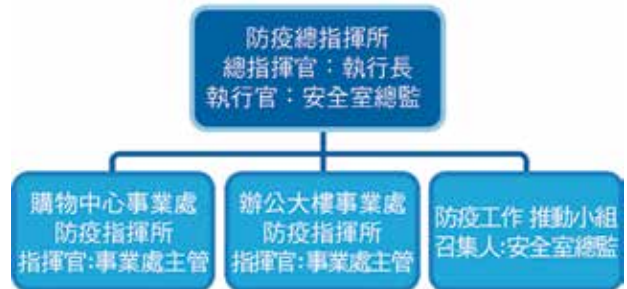 防疫總指揮所
總指揮官：執行長
執行官：安全室總監
購物中心事業處
防疫指揮所
指揮官:事業處主管
辦公大樓事業處
防疫指揮所
指揮官:事業處主管
防疫工作 推動小組
召集人:安全室總監